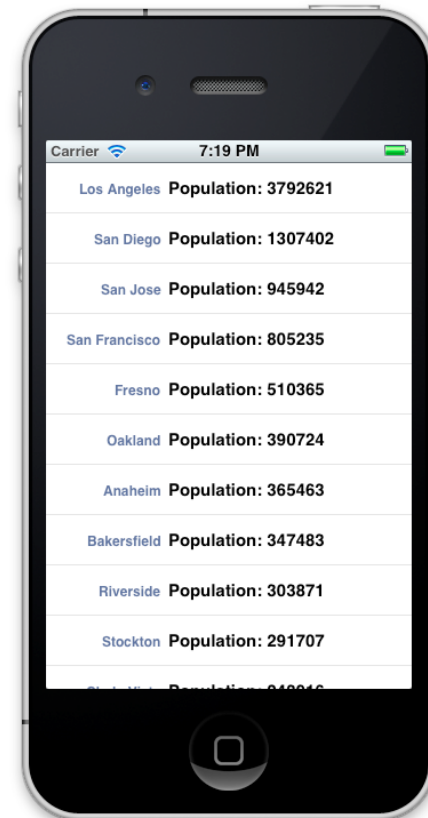 Carrier 7:19 PM
Los Angeles Population: 3792621
San Diego Population: 1307402
San Jose Population: 945942
San Francisco Population: 805235
Fresno Population: 510365
Oakland Population: 390724
Anaheim Population: 365463
Bakersfield Population: 347483
Riverside Population: 303871
Stockton Population: 291707